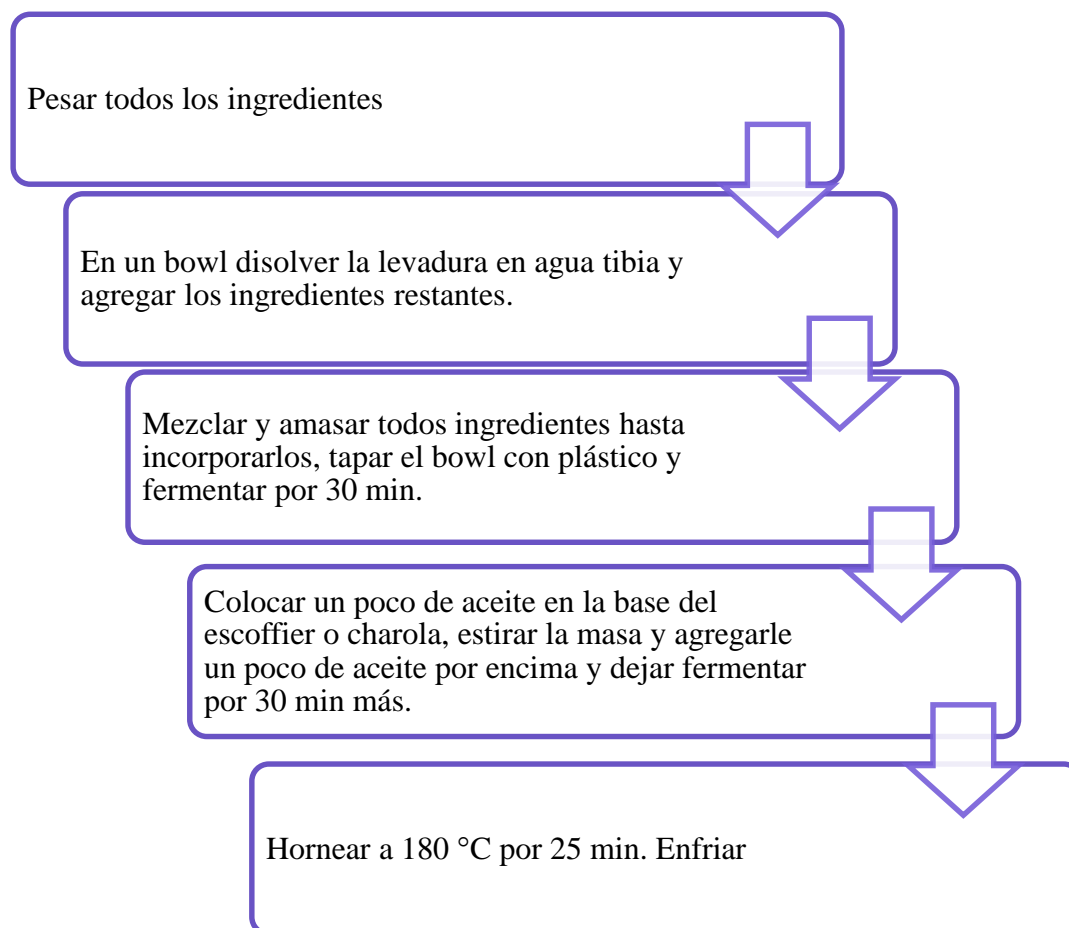 Pesar todos los ingredientes
En un bowl disolver la levadura en agua tibia y
agregar los ingredientes restantes.
Mezclar y amasar todos ingredientes hasta
incorporarlos, tapar el bowl con plástico y
fermentar por 30 min.
Colocar un poco de aceite en la base del
escoffier o charola, estirar la masa y agregarle
un poco de aceite por encima y dejar fermentar
por 30 min más.
Hornear a 180 °C por 25 min. Enfriar